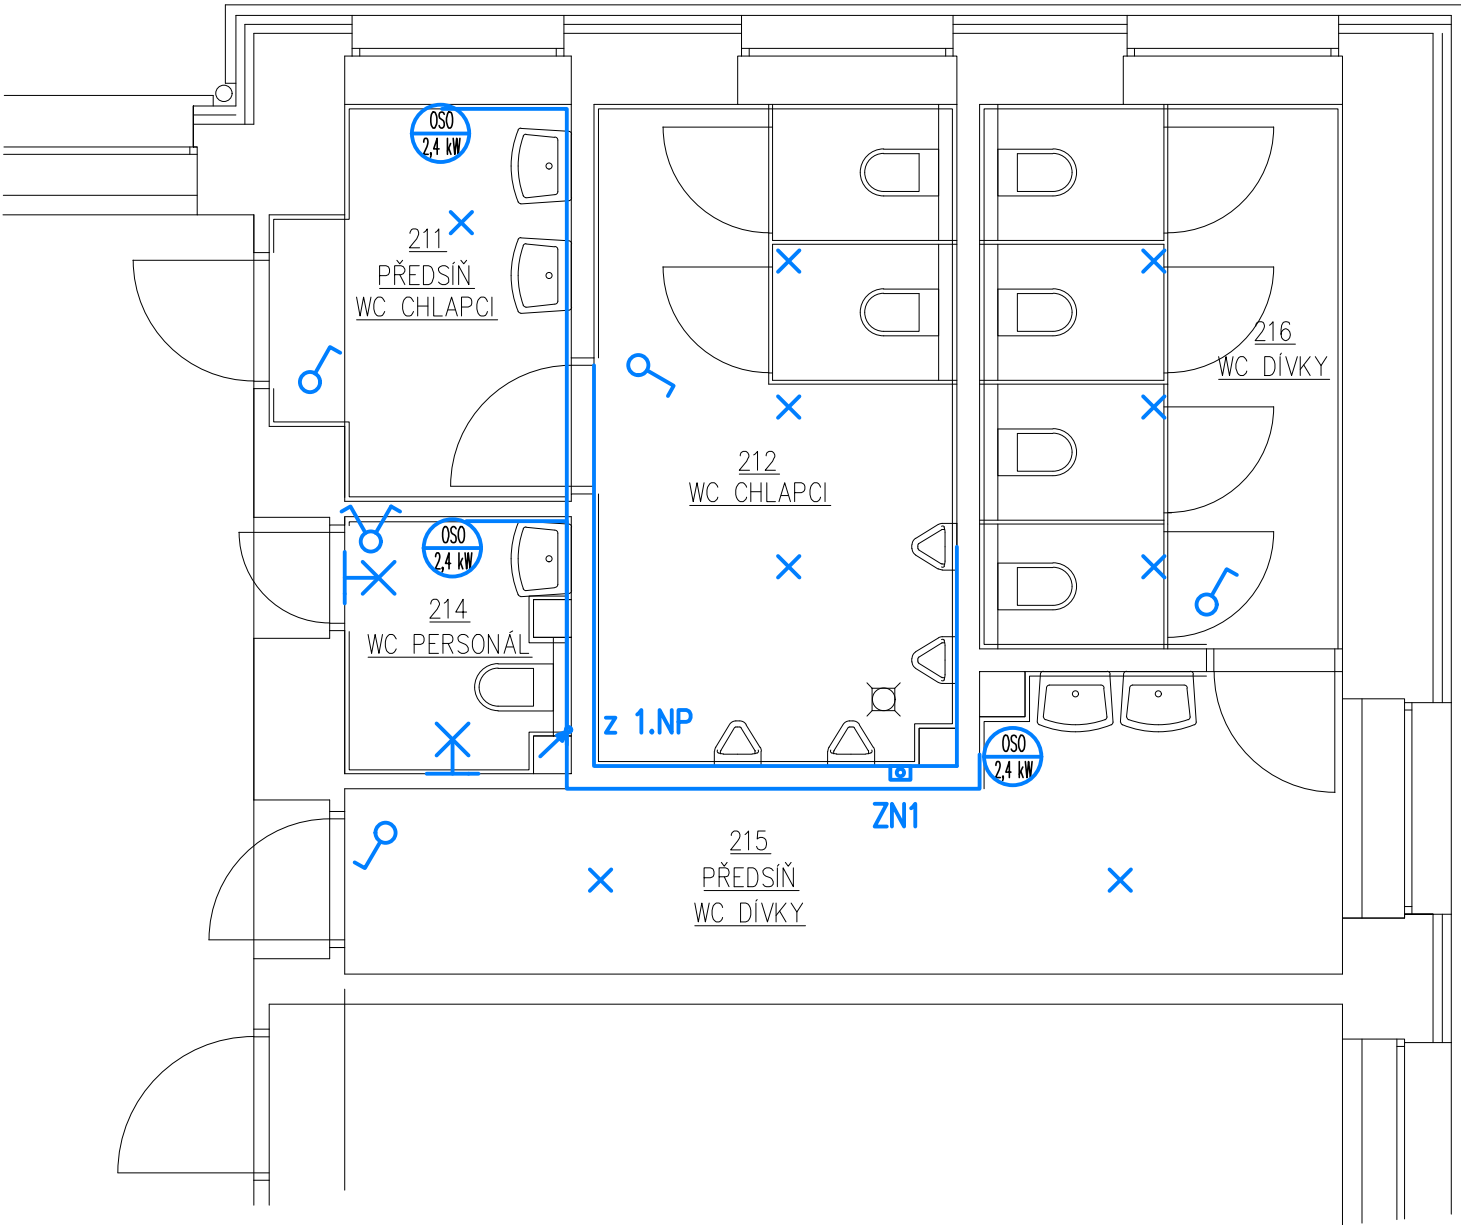 OSO
2,4 kW
211
PŘEDSÍŇ
WC CHLAPCI
216
WC DÍVKY
212
WC CHLAPCI
OSO
2,4 kW
214
WC PERSONÁL
z 1.NP
OSO
2,4 kW
ZN1
215
PŘEDSÍŇ
WC DÍVKY